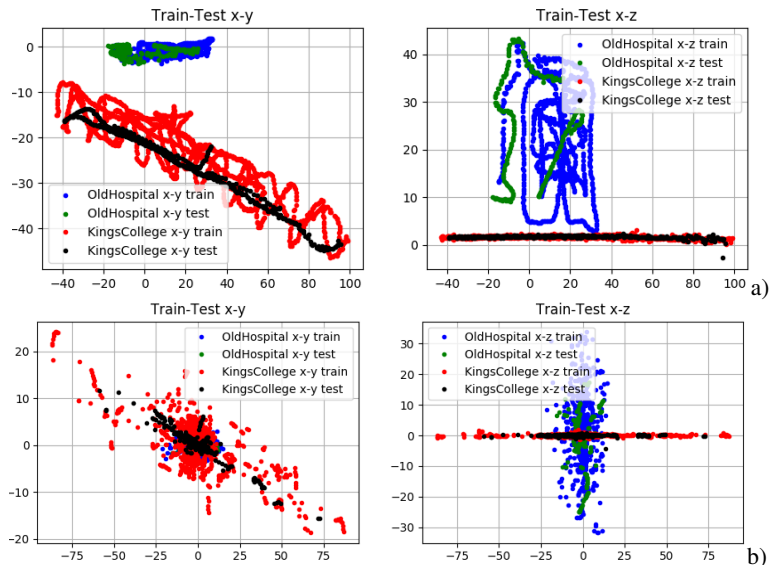 Train-Test x-y
0
−10
−20
−30
−40
OldHospital x-y train
OldHospital x-y test
KingsCollege x-y train
KingsCollege x-y test
−40 −20 0 20 40 60 80 100
Train-Test x-z
40
30
20
10
0
OldHospital x-z train
OldHospital x-z test
KingsCollege x-z train
KingsCollege x-z test
−40 −20 0 20 40 60 80 100
a)
Train-Test x-y
20
10
0
−10
−20
OldHospital x-y train
OldHospital x-y test
KingsCollege x-y train
KingsCollege x-y test
−75 −50 −25 0 25 50 75
Train-Test x-z
30
20
10
0
−10
−20
−30
OldHospital x-z train
OldHospital x-z test
KingsCollege x-z train
KingsCollege x-z test
−75 −50 −25 0 25 50 75
b)